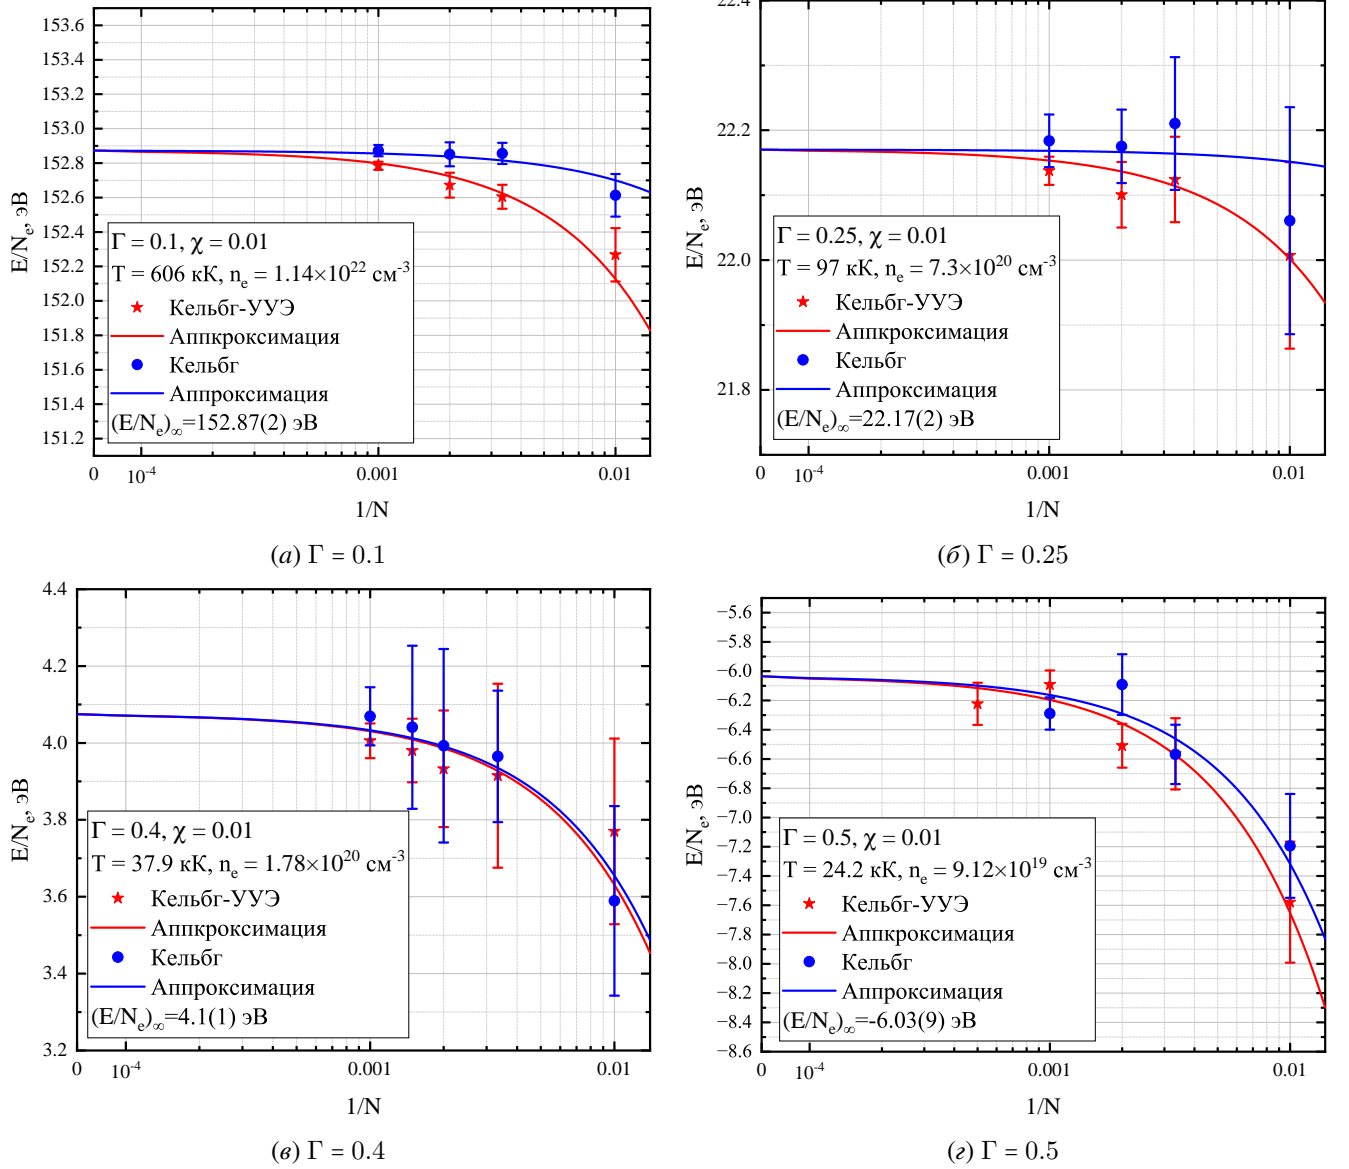 153.6
153.4
153.2
153.0
152.8
152.6
152.4
152.2
152.0
151.8
151.6
151.4
151.2
E/Nₑ, эВ
Γ = 0.1, χ = 0.01
T = 606 кК, nₑ = 1.14×10²² см⁻³
Кельбг-УУЭ
Аппкроксимация
Кельбг
Аппроксимация
(E/Nₑ)∞=152.87(2) эВ
0 10⁻⁴ 0.001 0.01
1/N
(а) Γ = 0.1
22.4
22.2
22.0
21.8
E/Nₑ, эВ
Γ = 0.25, χ = 0.01
T = 97 кК, nₑ = 7.3×10²⁰ см⁻³
Кельбг-УУЭ
Аппкроксимация
Кельбг
Аппроксимация
(E/Nₑ)∞=22.17(2) эВ
0 10⁻⁴ 0.001 0.01
1/N
(б) Γ = 0.25
4.4
4.2
4.0
3.8
3.6
3.4
3.2
E/Nₑ, эВ
Γ = 0.4, χ = 0.01
T = 37.9 кК, nₑ = 1.78×10²⁰ см⁻³
Кельбг-УУЭ
Аппкроксимация
Кельбг
Аппроксимация
(E/Nₑ)∞=4.1(1) эВ
0 10⁻⁴ 0.001 0.01
1/N
(в) Γ = 0.4
−5.6
−5.8
−6.0
−6.2
−6.4
−6.6
−6.8
−7.0
−7.2
−7.4
−7.6
−7.8
−8.0
−8.2
−8.4
−8.6
E/Nₑ, эВ
Γ = 0.5, χ = 0.01
T = 24.2 кК, nₑ = 9.12×10¹⁹ см⁻³
Кельбг-УУЭ
Аппкроксимация
Кельбг
Аппроксимация
(E/Nₑ)∞=-6.03(9) эВ
0 10⁻⁴ 0.001 0.01
1/N
(г) Γ = 0.5